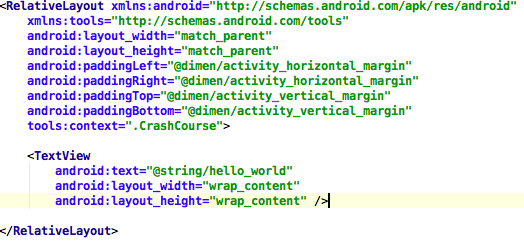 <RelativeLayout xmlns:android="http://schemas.android.com/apk/res/android"
    xmlns:tools="http://schemas.android.com/tools"
    android:layout_width="match_parent"
    android:layout_height="match_parent"
    android:paddingLeft="@dimen/activity_horizontal_margin"
    android:paddingRight="@dimen/activity_horizontal_margin"
    android:paddingTop="@dimen/activity_vertical_margin"
    android:paddingBottom="@dimen/activity_vertical_margin"
    tools:context=".CrashCourse">

    <TextView
        android:text="@string/hello_world"
        android:layout_width="wrap_content"
        android:layout_height="wrap_content" />

</RelativeLayout>